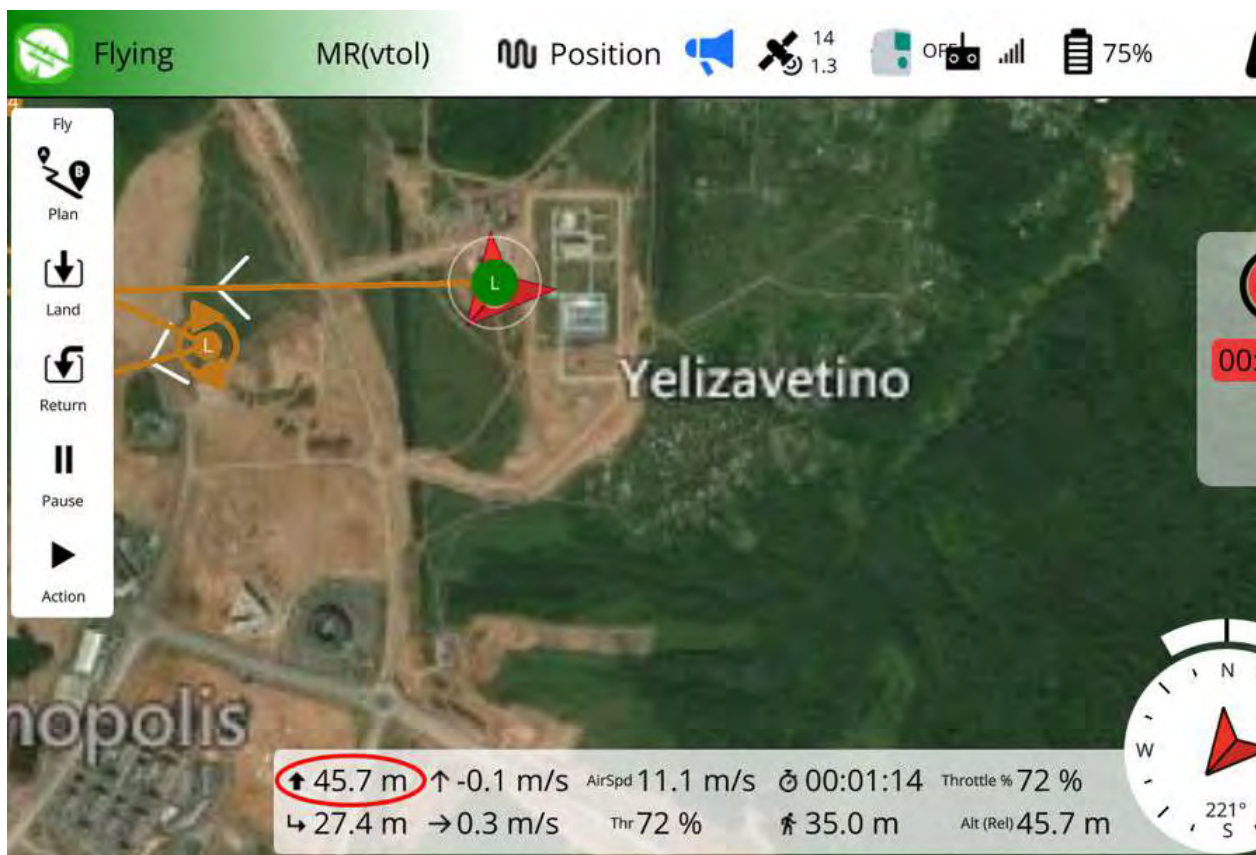 Flying MR(vtol) Position 14 OFF 75%
1.3
4
Fly
Plan
Land
Return
Pause
Action
L
L
Yelizavetino
00:
nopolis
N
W
221°
S
45.7 m -0.1 m/s AirSpd 11.1 m/s 00:01:14 Throttle % 72 %
27.4 m 0.3 m/s Thr 72 % 35.0 m Alt (Rel) 45.7 m